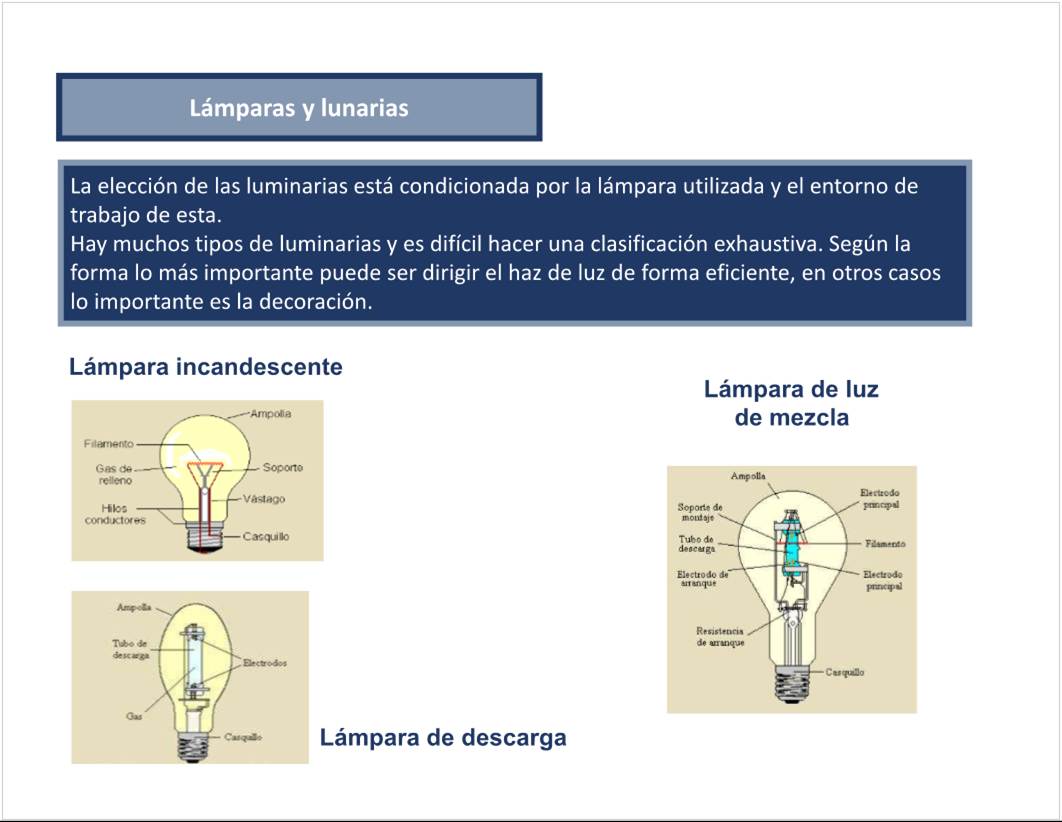 Lámparas y lunarias
La elección de las luminarias está condicionada por la lámpara utilizada y el entorno de
trabajo de esta.
Hay muchos tipos de luminarias y es difícil hacer una clasificación exhaustiva. Según la
forma lo más importante puede ser dirigir el haz de luz de forma eficiente, en otros casos
lo importante es la decoración.
Lámpara incandescente
Ampolla
Filamento
Gas de
relleno
Soporte
Vástago
Hilos
conductores
Casquillo
Ampolla
Tubo de
descarga
Electrodos
Gas
Casquillo
Lámpara de descarga
Lámpara de luz
de mezcla
Ampolla
Electrodo
principal
Soporte de
montaje
Tubo de
descarga
Filamento
Electrodo de
arranque
Electrodo
principal
Resistencia
de arranque
Casquillo